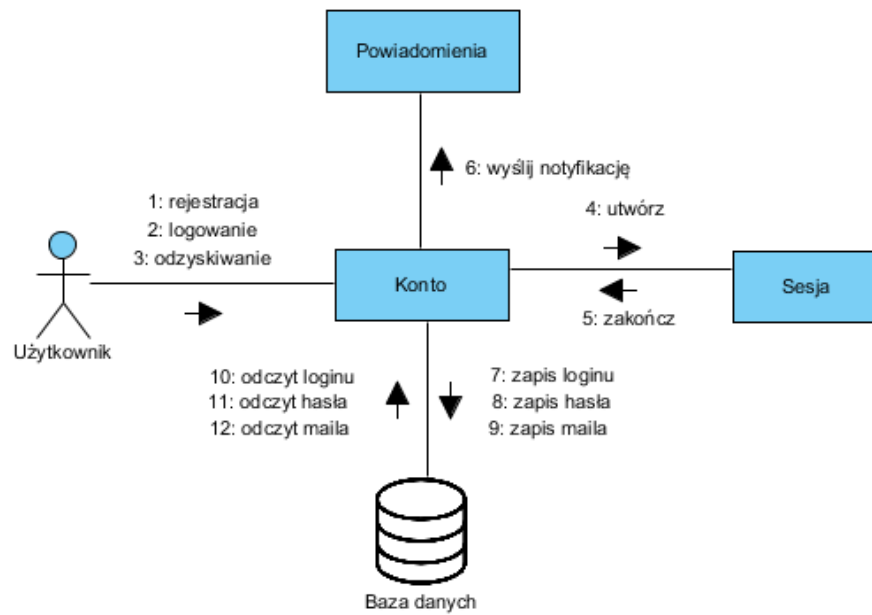 Powiadomienia
6: wyślij notyfikację
1: rejestracja
2: logowanie
3: odzyskiwanie
4: utwórz
Konto
Sesja
5: zakończ
Użytkownik
10: odczyt loginu
11: odczyt hasła
12: odczyt maila
7: zapis loginu
8: zapis hasła
9: zapis maila
Baza danych